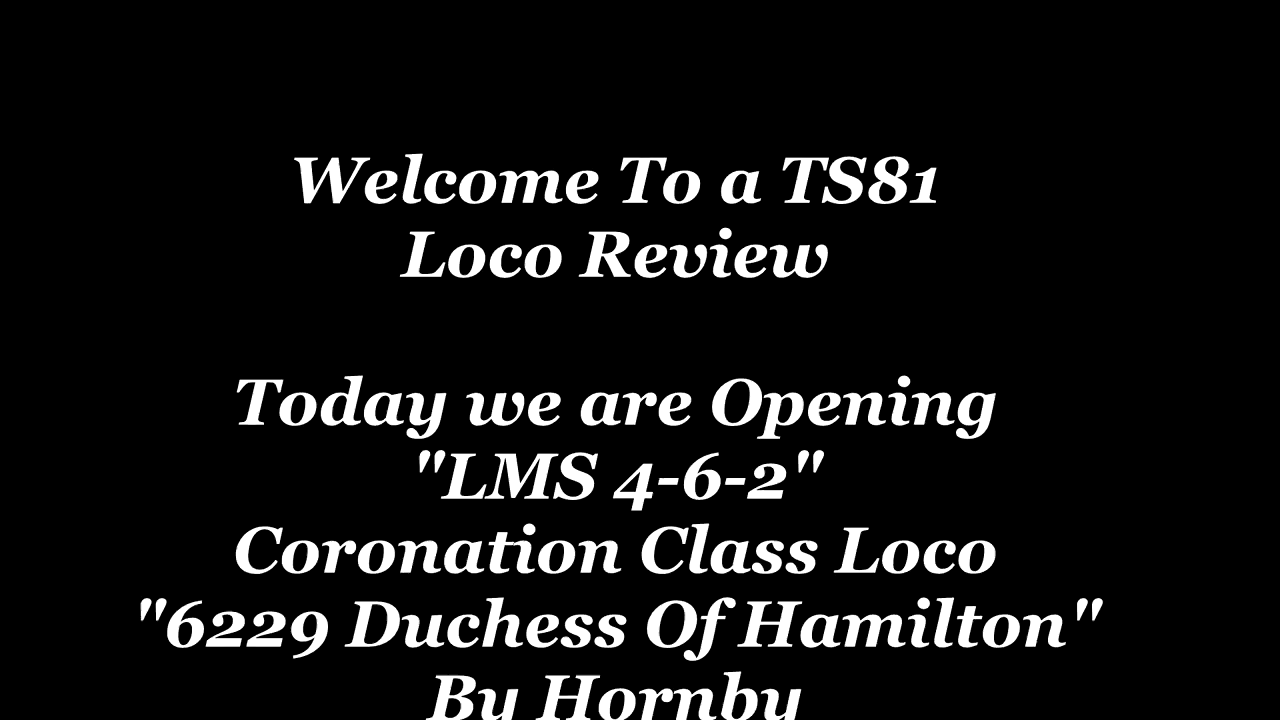 Welcome To a TS81
Loco Review
Today we are Opening
"LMS 4-6-2"
Coronation Class Loco
"6229 Duchess Of Hamilton"
By Hornby